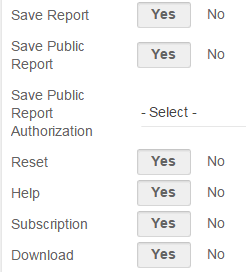 Save Report Yes No
Save Public
Report Yes No
Save Public
Report
Authorization - Select -
Reset Yes No
Help Yes No
Subscription Yes No
Download Yes No